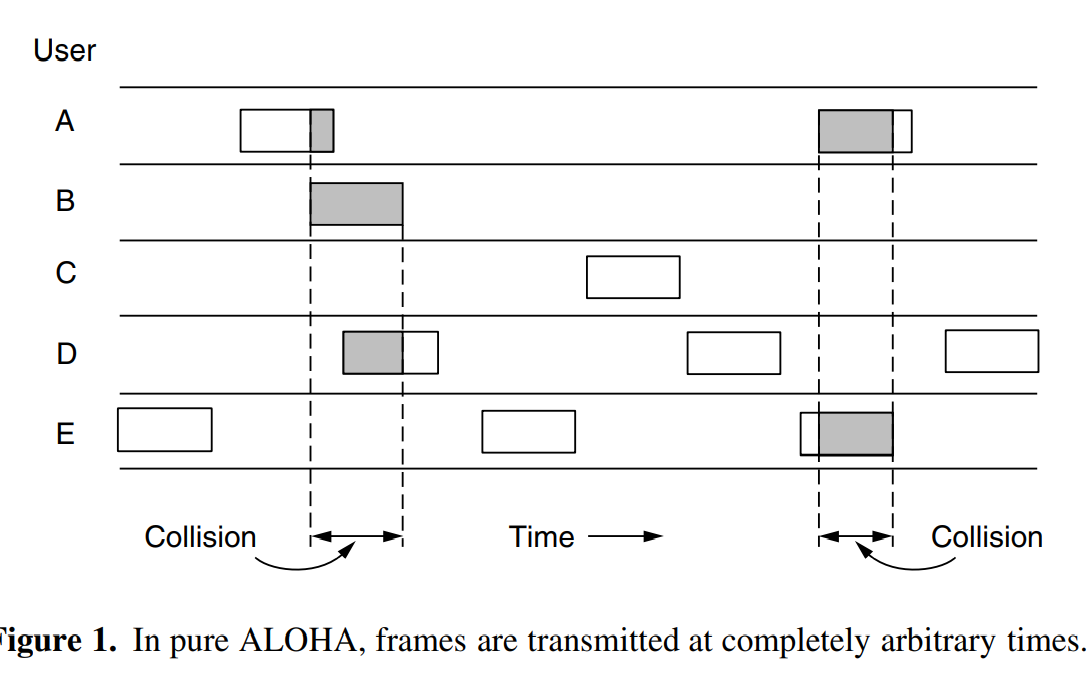 User
A
B
C
D
E
Collision Time Collision
Figure 1. In pure ALOHA, frames are transmitted at completely arbitrary times.